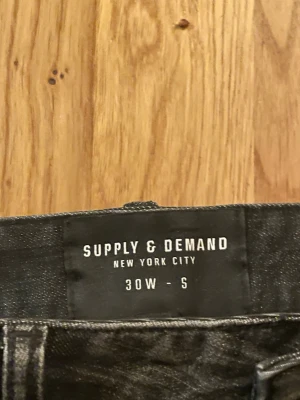 SUPPLY & DEMAND
NEW YORK CITY
30W - S